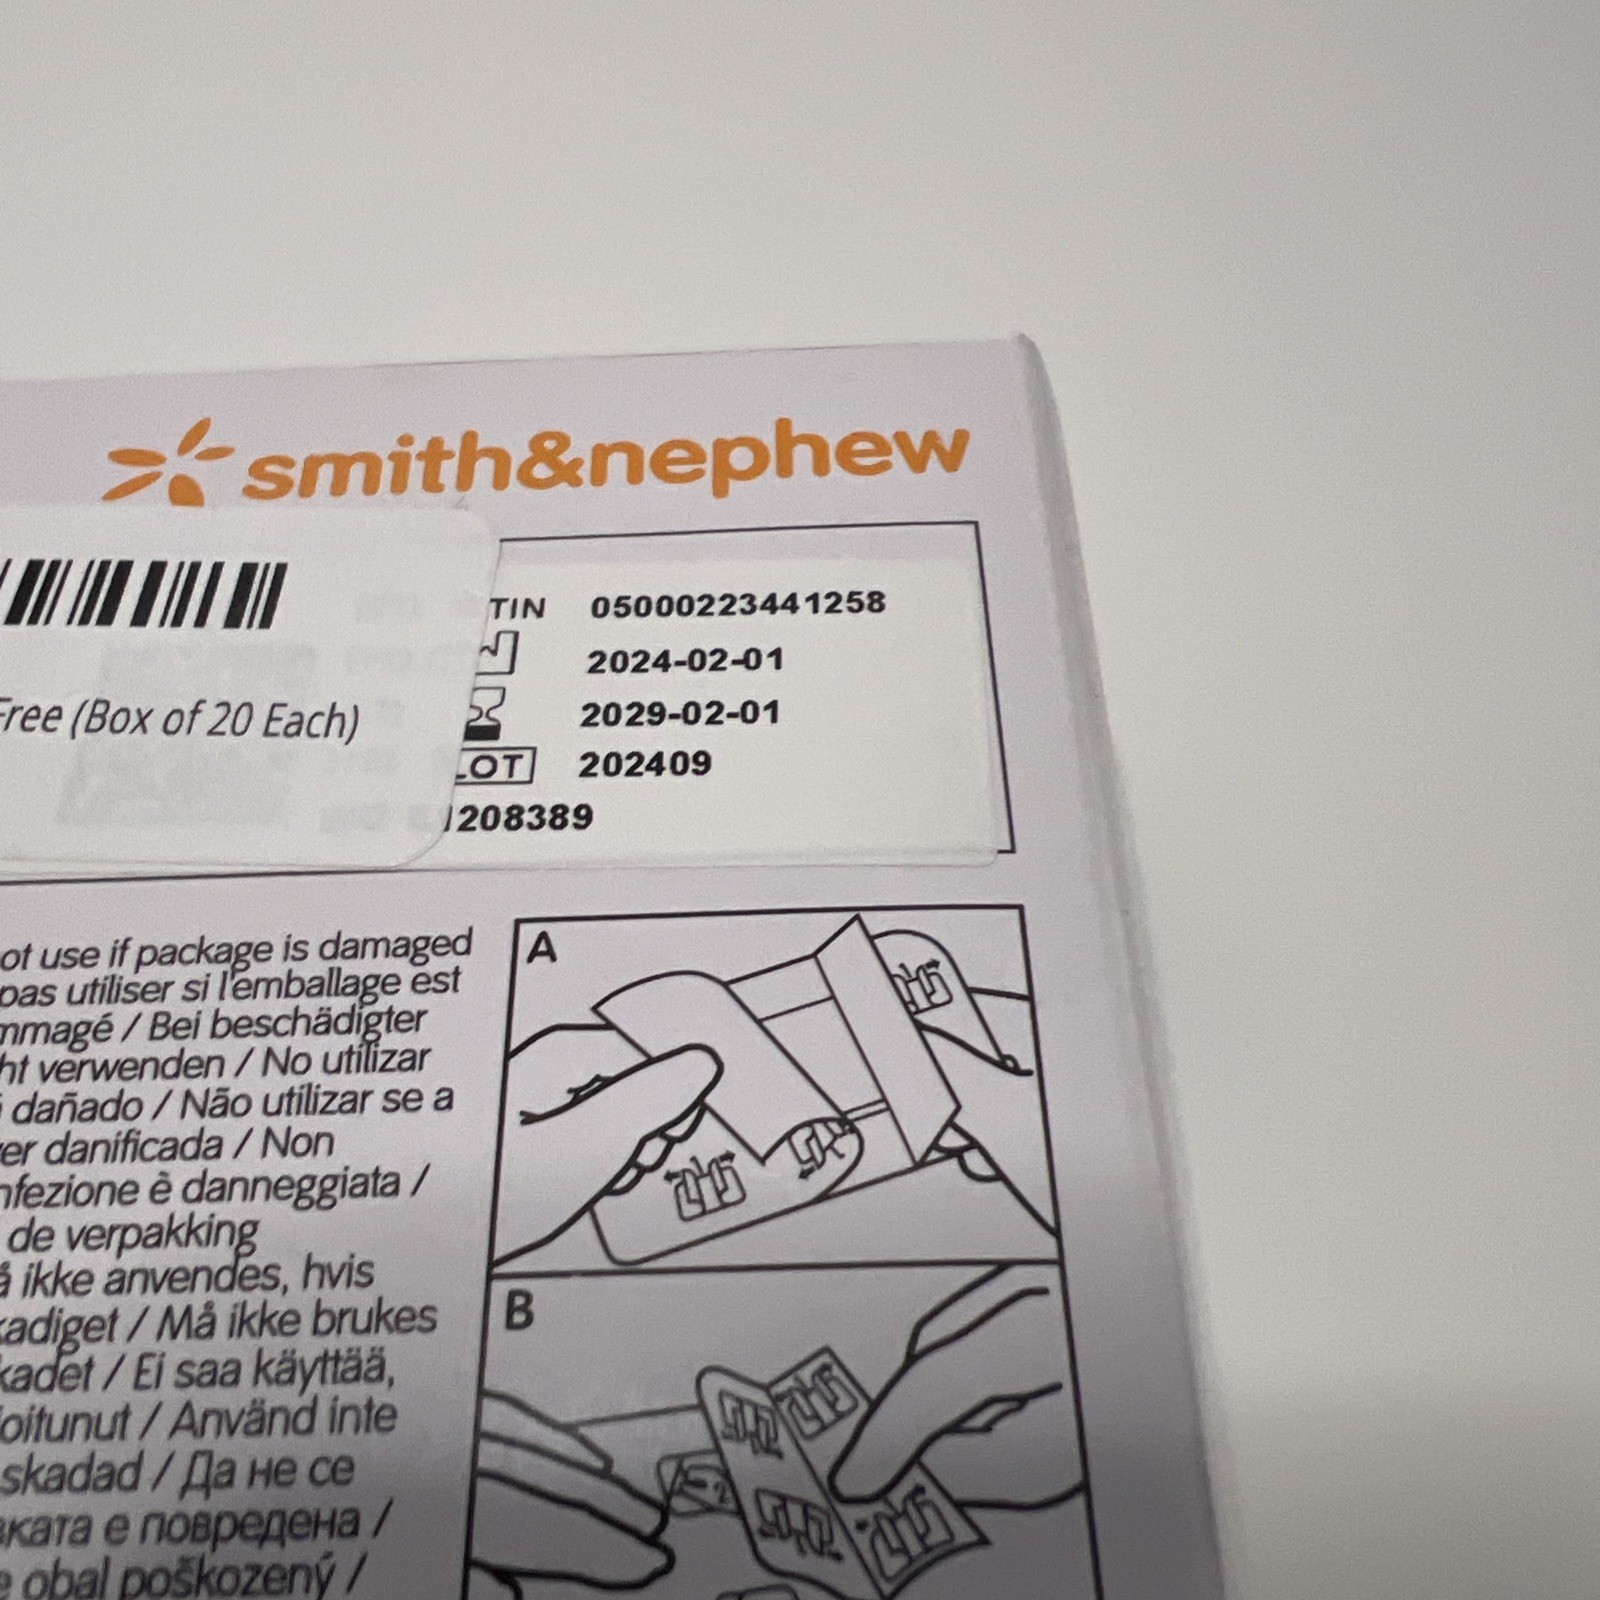 smith&nephew
TIN 05000223441258
2024-02-01
2029-02-01
LOT 202409
208389
Free (Box of 20 Each)
ot use if package is damaged
pas utiliser si l'emballage est
mmagé / Bei beschädigter
ht verwenden / No utilizar
dañado / Não utilizar se a
er danificada / Non
nfezione è danneggiata /
de verpakking
å ikke anvendes, hvis
kadiget / Må ikke brukes
kadet / Ei saa käyttää,
oitunut / Använd inte
skadad / Да не се
вката е повредена /
e obal poškozený /
A
B